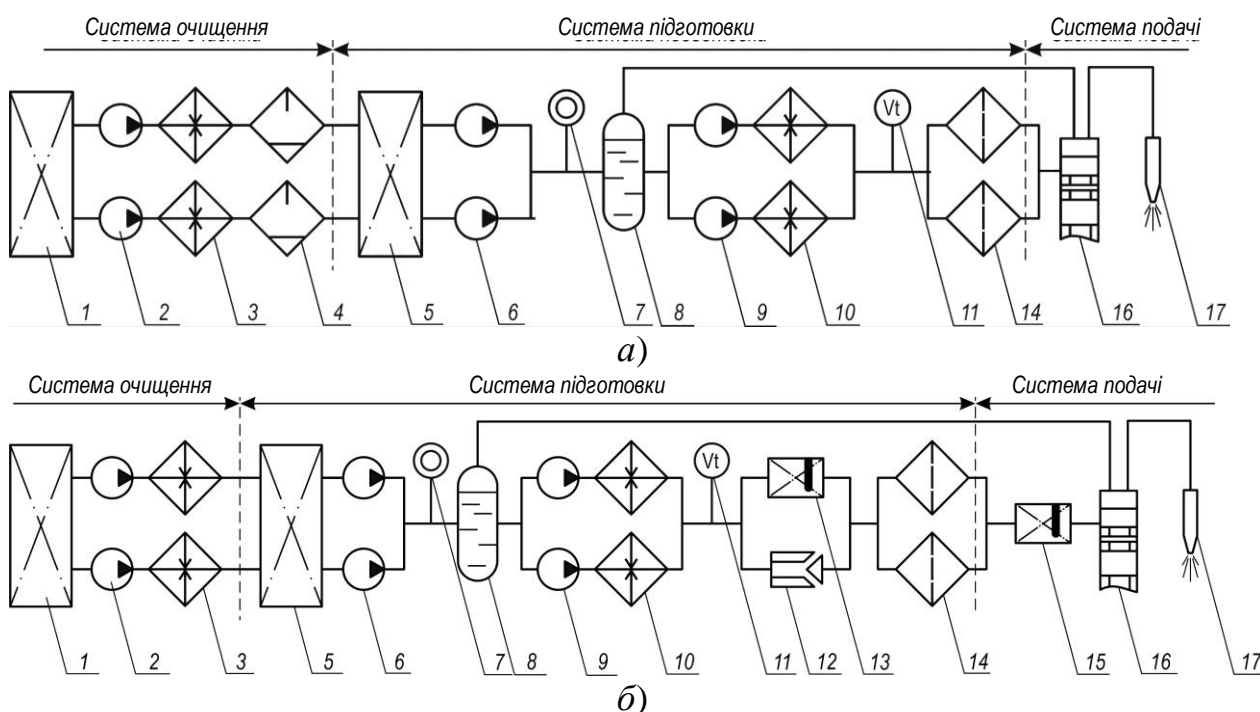 Система очищення Система підготовки Система подачі
Vt
1 2 3 4 5 6 7 8 9 10 11 14 16 17
а)
Система очищення Система підготовки Система подачі
Vt
1 2 3 5 6 7 8 9 10 11 12 13 14 15 16 17
б)